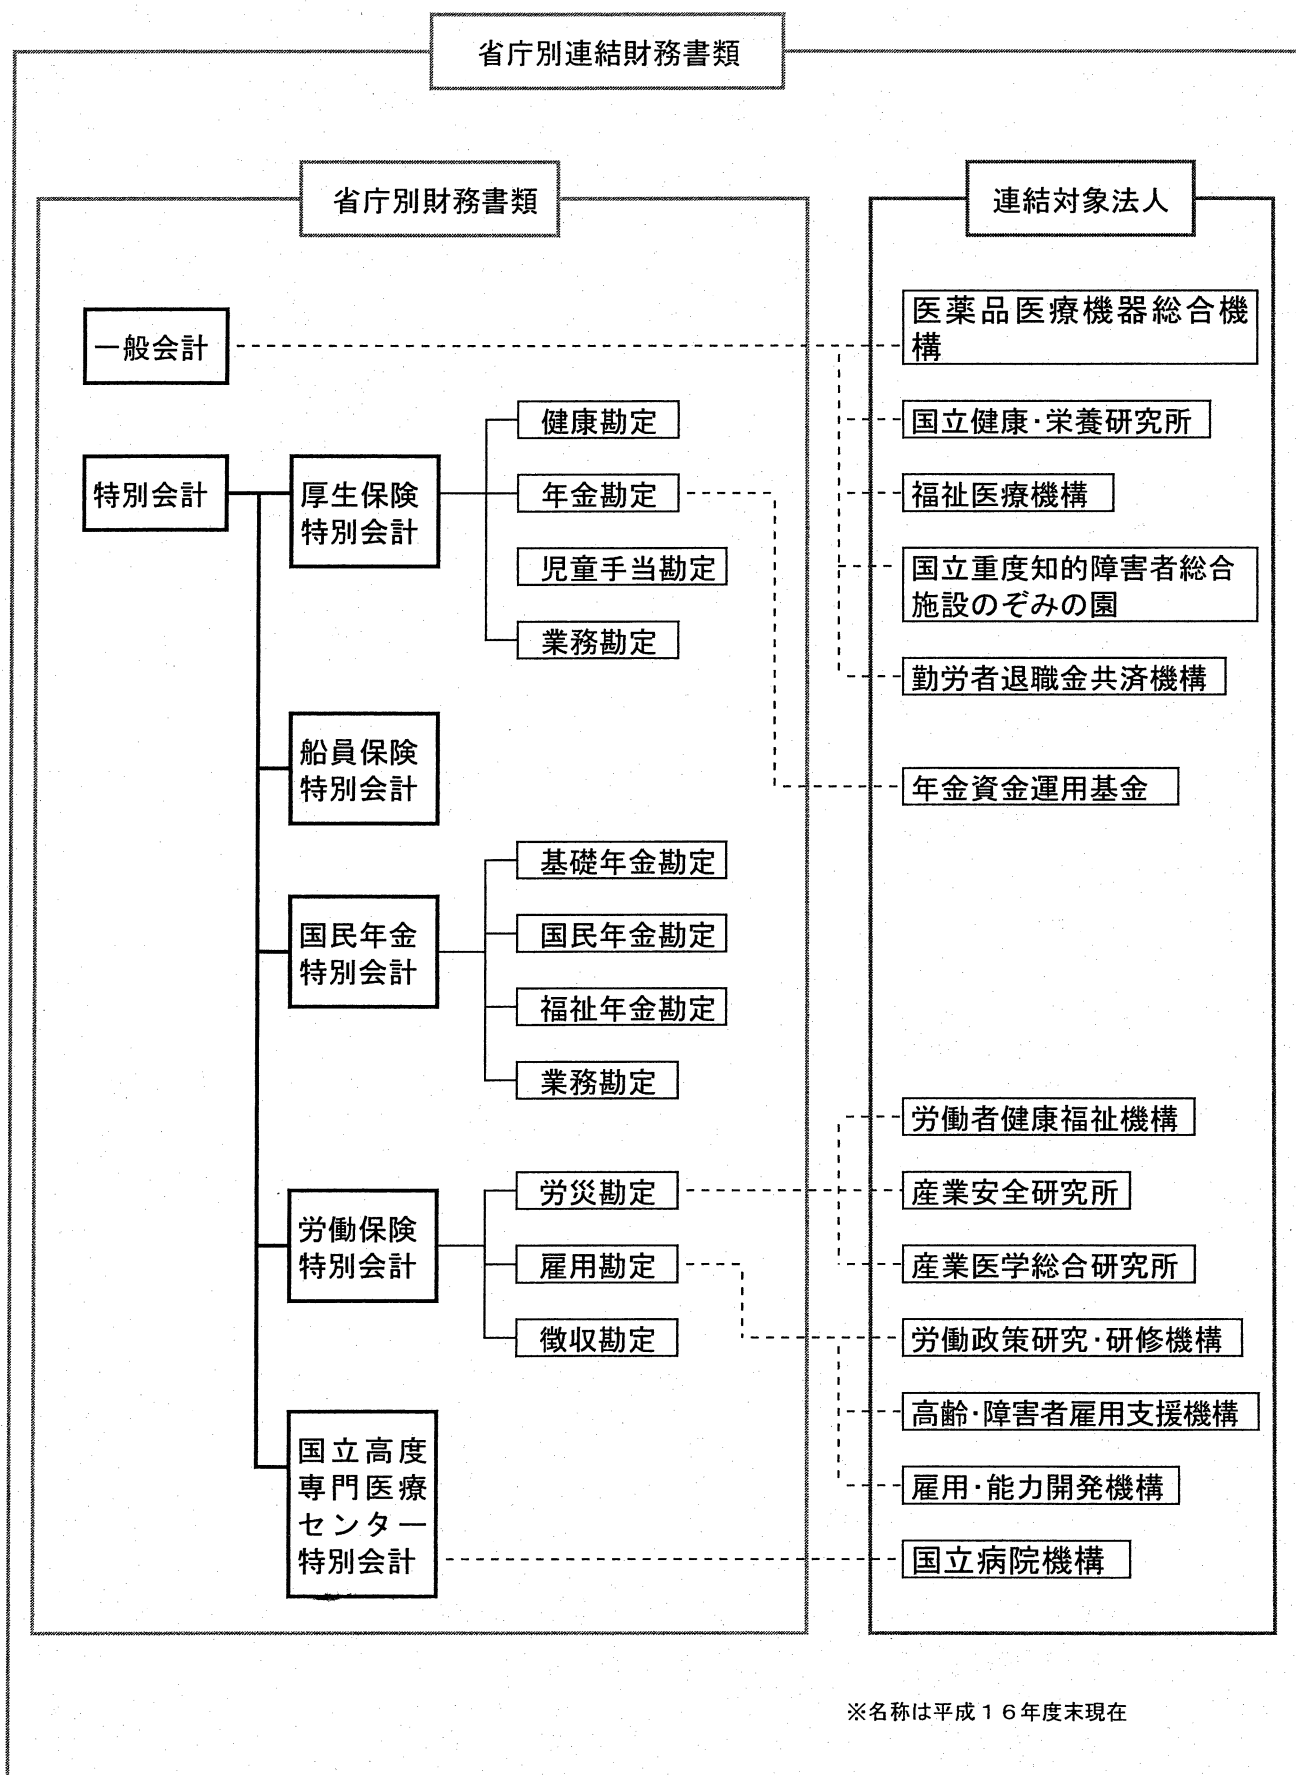 省庁別連結財務書類
省庁別財務書類
連結対象法人
一般会計
特別会計
厚生保険
特別会計
健康勘定
年金勘定
児童手当勘定
業務勘定
船員保険
特別会計
国民年金
特別会計
基礎年金勘定
国民年金勘定
福祉年金勘定
業務勘定
労働保険
特別会計
労災勘定
雇用勘定
徴収勘定
国立高度
専門医療
センター
特別会計
医薬品医療機器総合機
構
国立健康・栄養研究所
福祉医療機構
国立重度知的障害者総合
施設のぞみの園
勤労者退職金共済機構
年金資金運用基金
労働者健康福祉機構
産業安全研究所
産業医学総合研究所
労働政策研究・研修機構
高齢・障害者雇用支援機構
雇用・能力開発機構
国立病院機構
※名称は平成16年度末現在